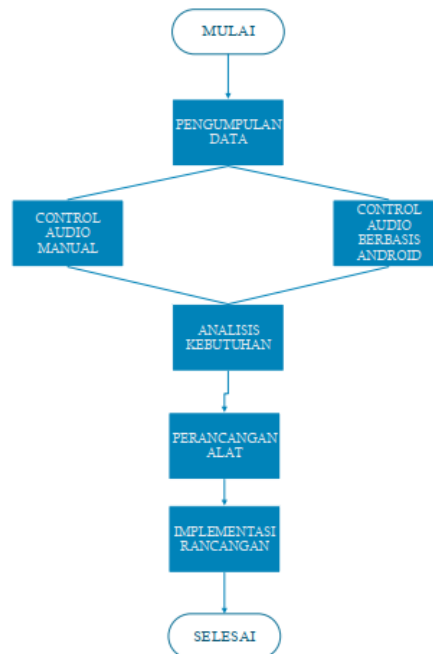 MULAI
PENGUMPULAN
DATA
CONTROL
AUDIO
MANUAL
CONTROL
AUDIO
BERBASIS
ANDROID
ANALISIS
KEBUTUHAN
PERANCANGAN
ALAT
IMPLEMENTASI
RANCANGAN
SELESAI